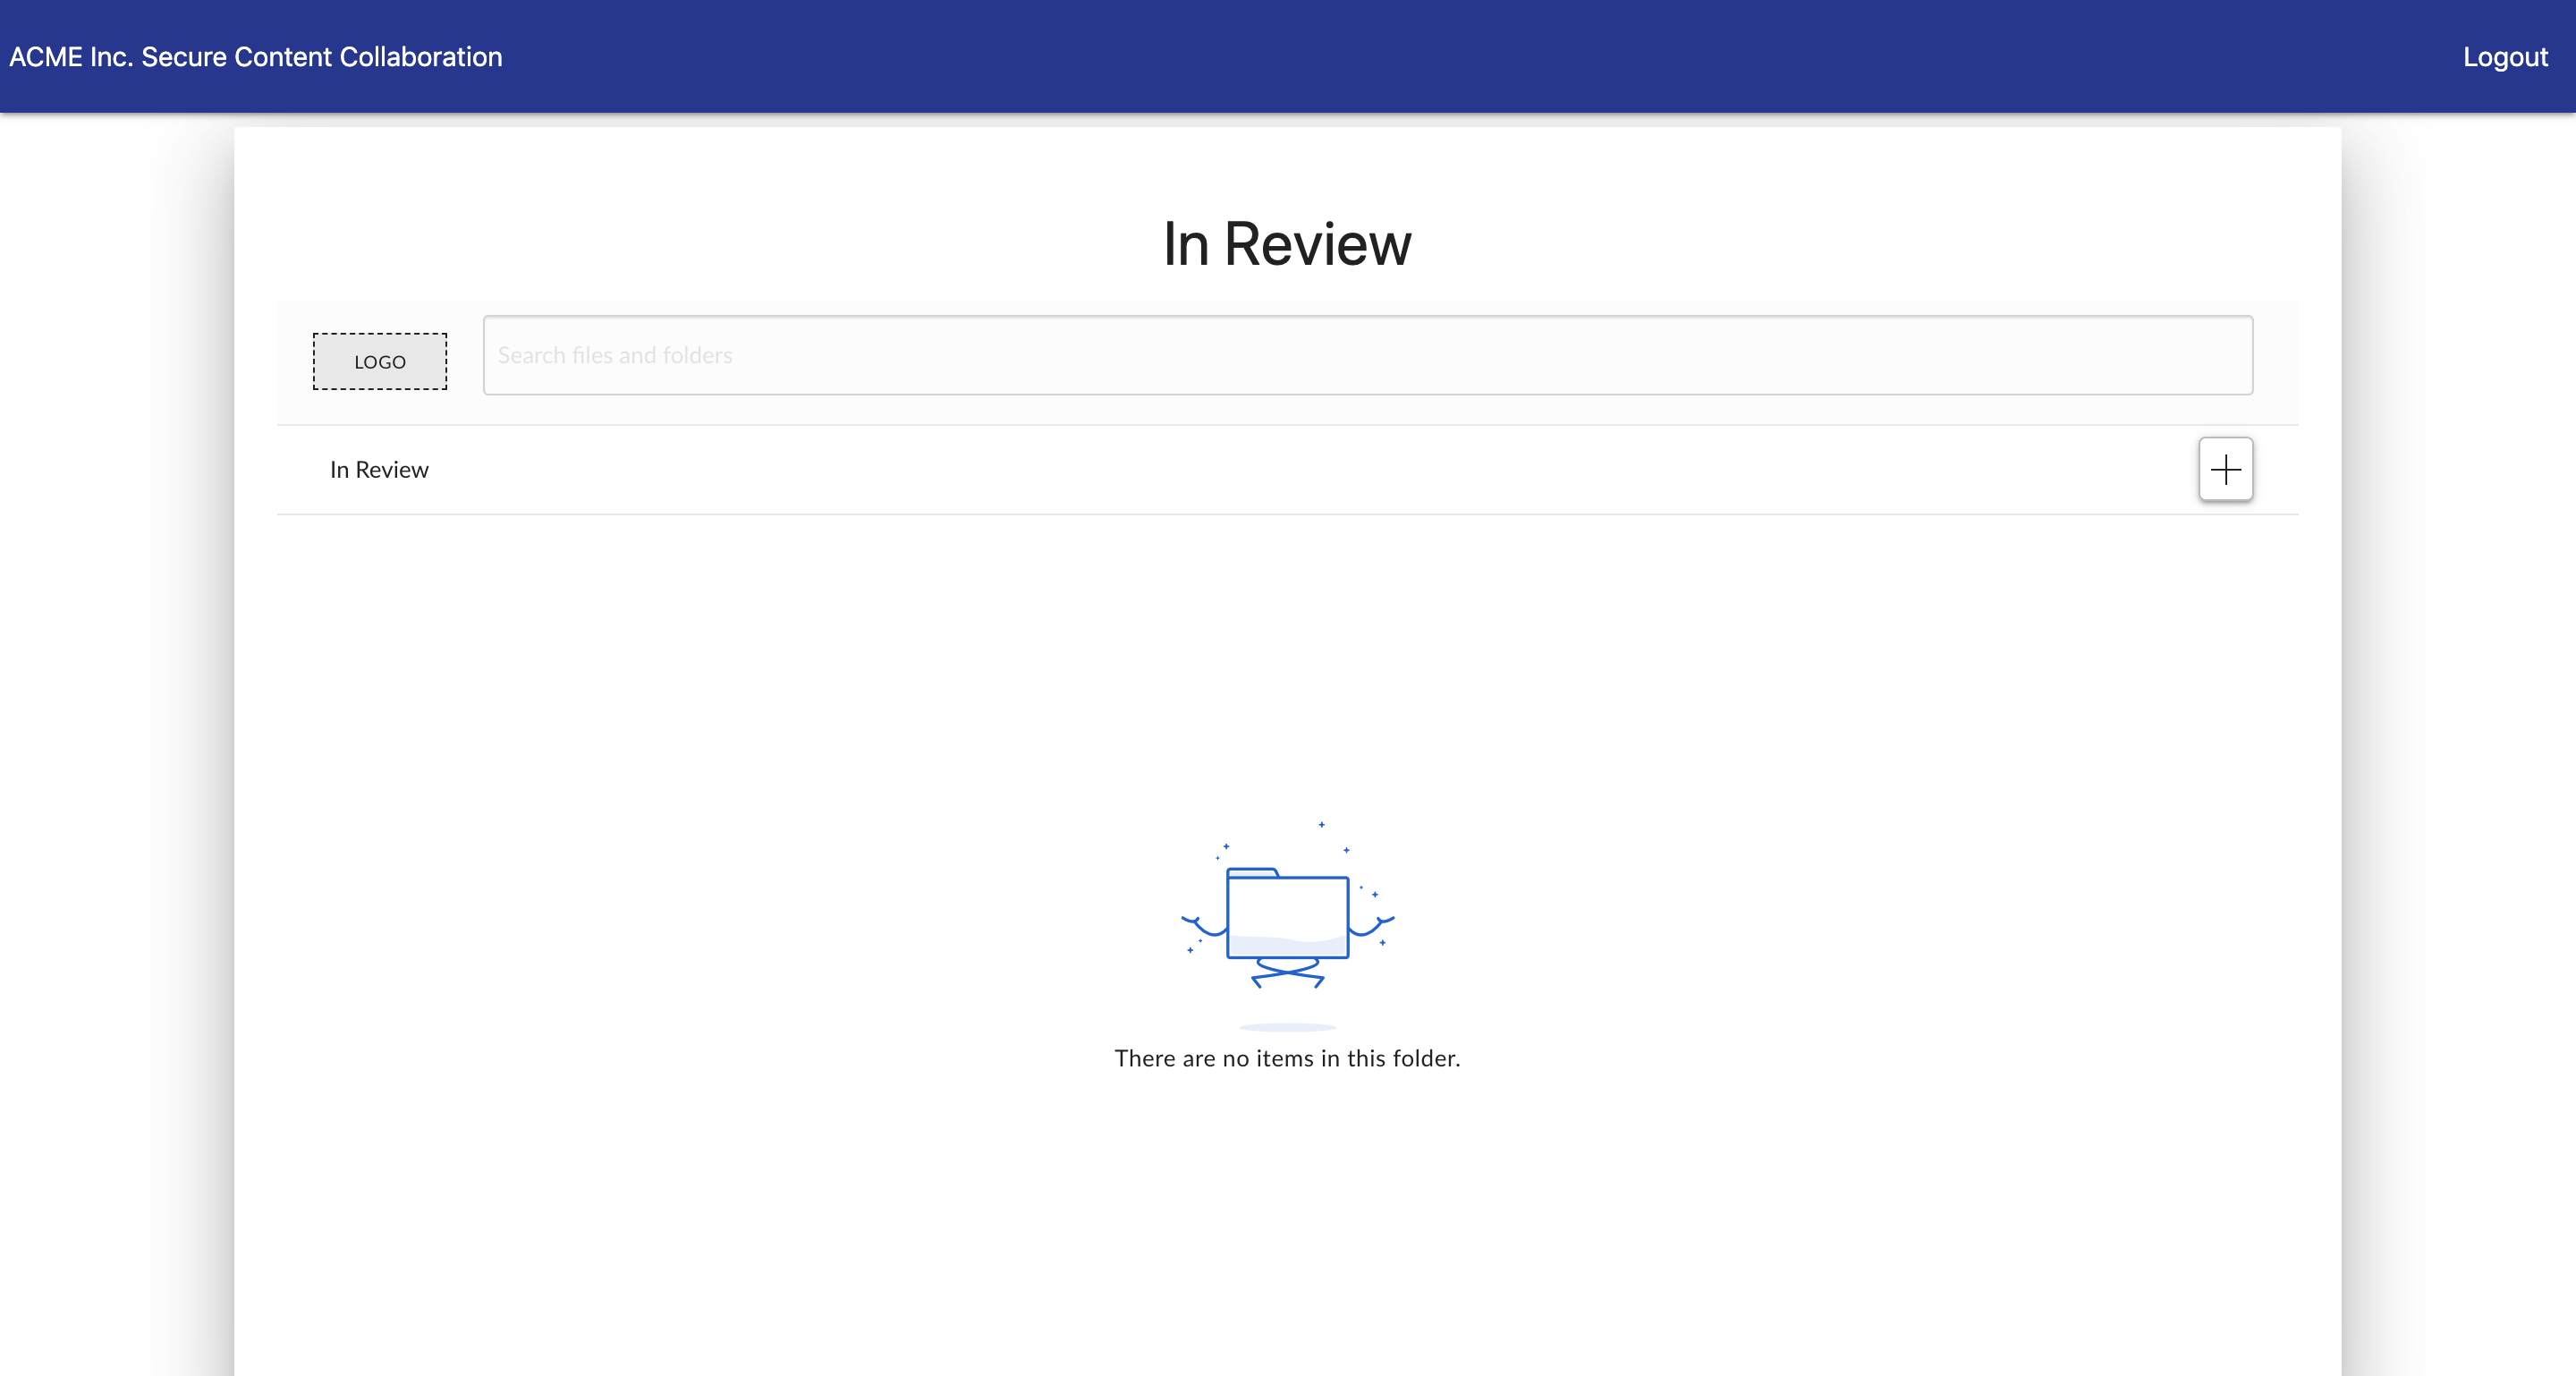 ACME Inc. Secure Content Collaboration
Logout
In Review
LOGO
Search files and folders
In Review
There are no items in this folder.